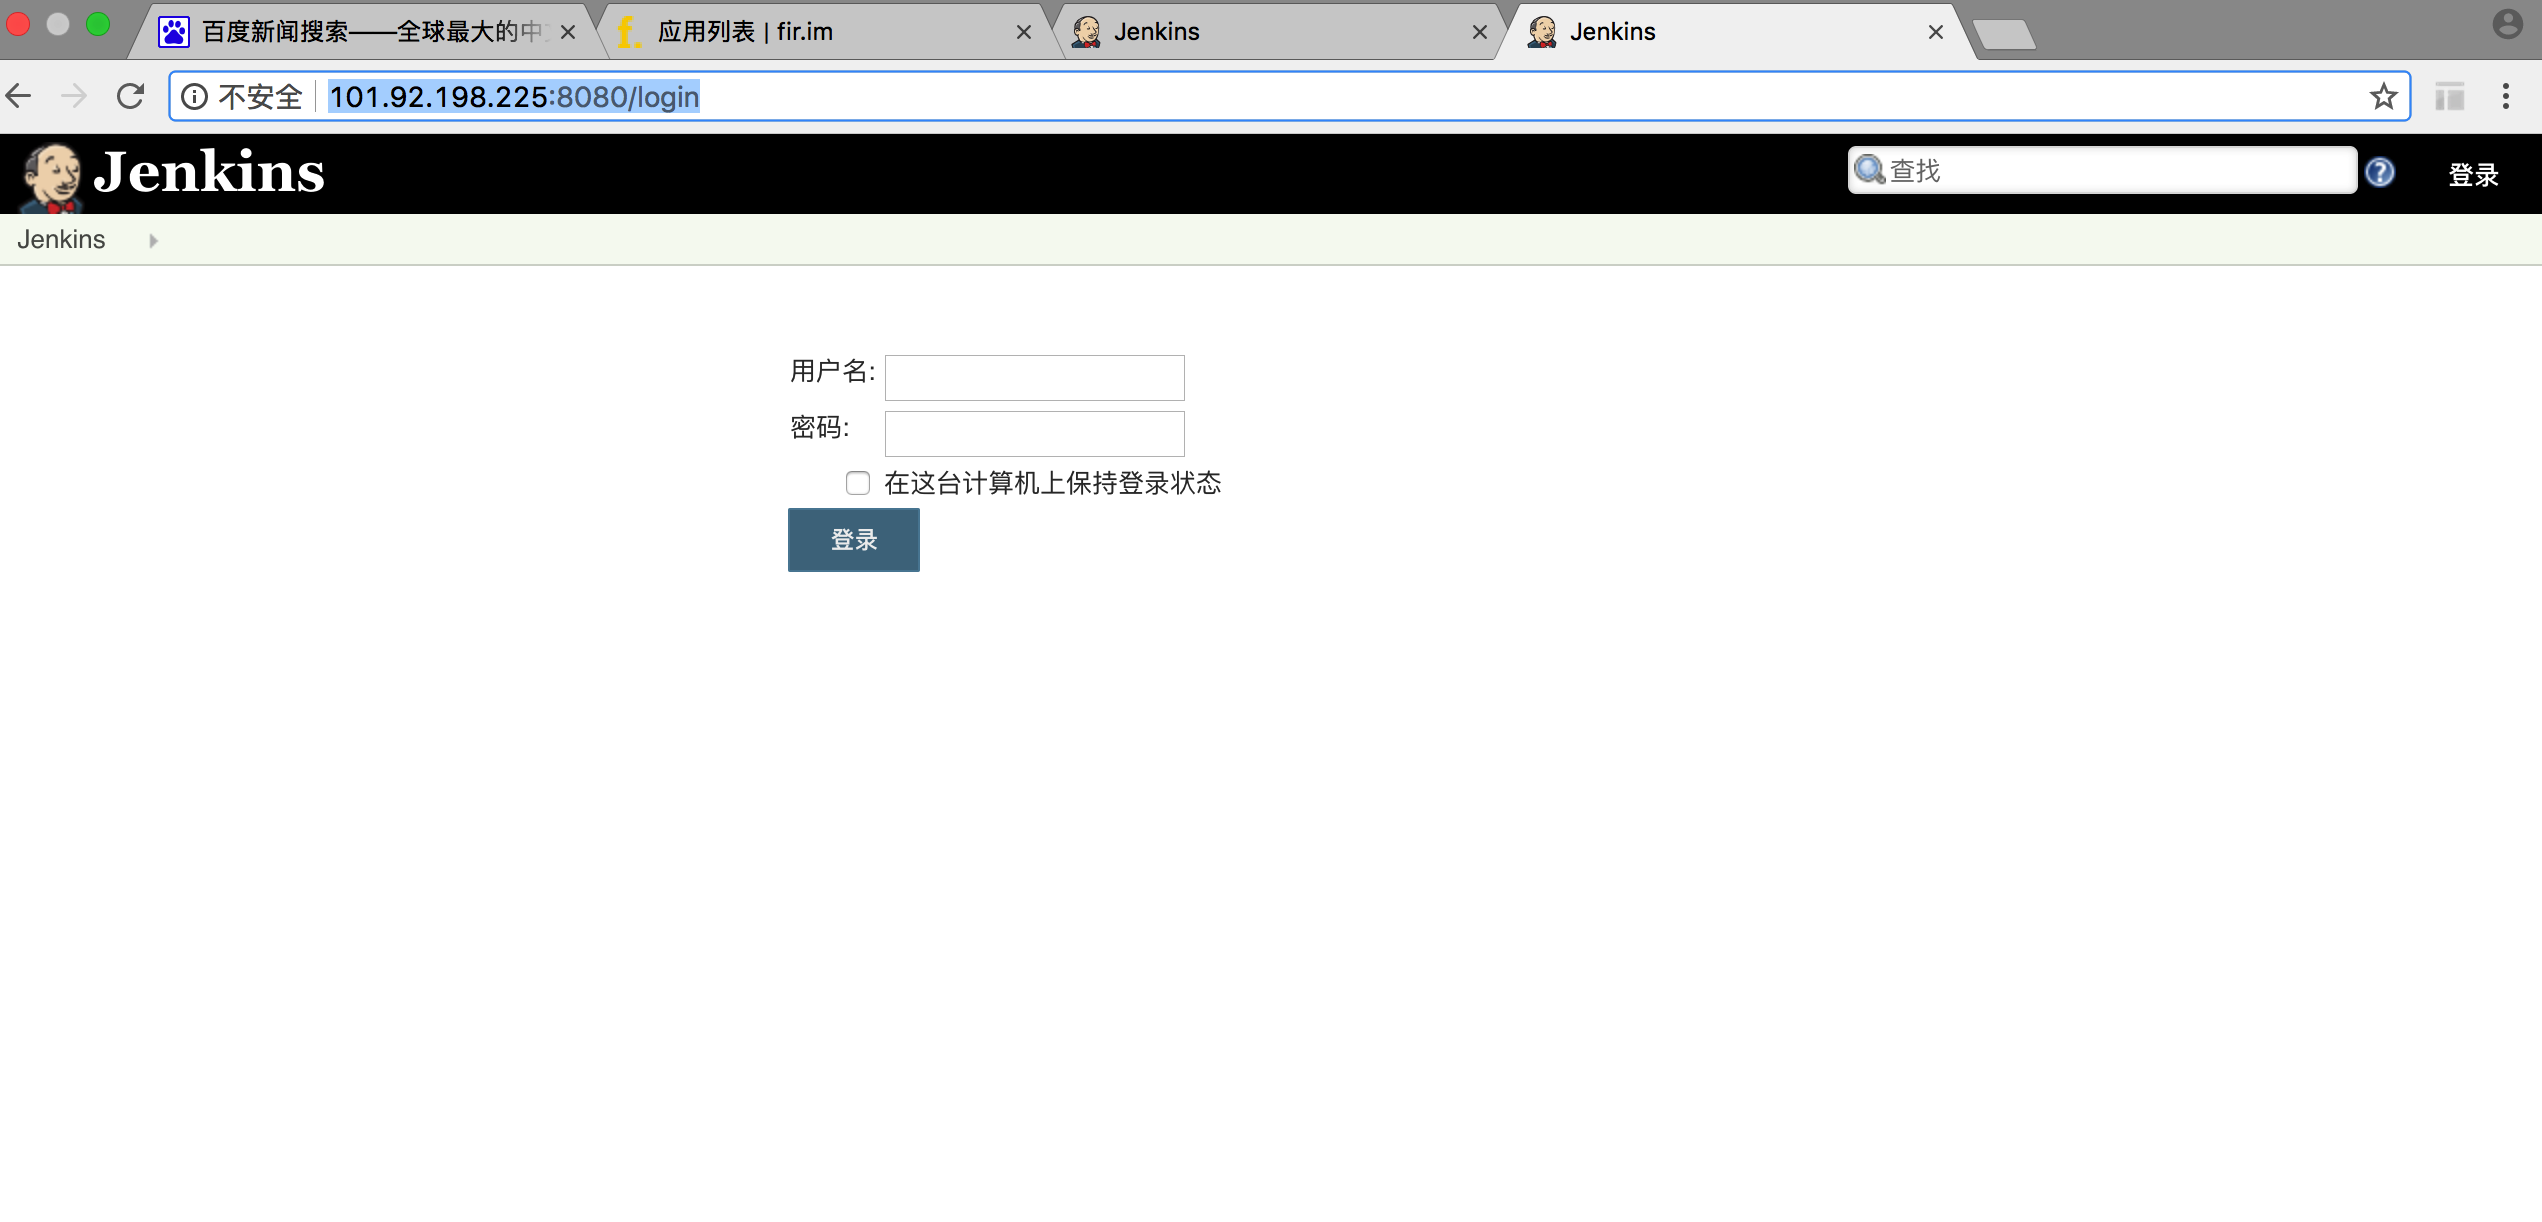 百度新闻搜索——全球最大的中
应用列表 | fir.im
Jenkins
Jenkins
不安全
101.92.198.225:8080/login
Jenkins
查找
登录
Jenkins
用户名:
密码:
在这台计算机上保持登录状态
登录